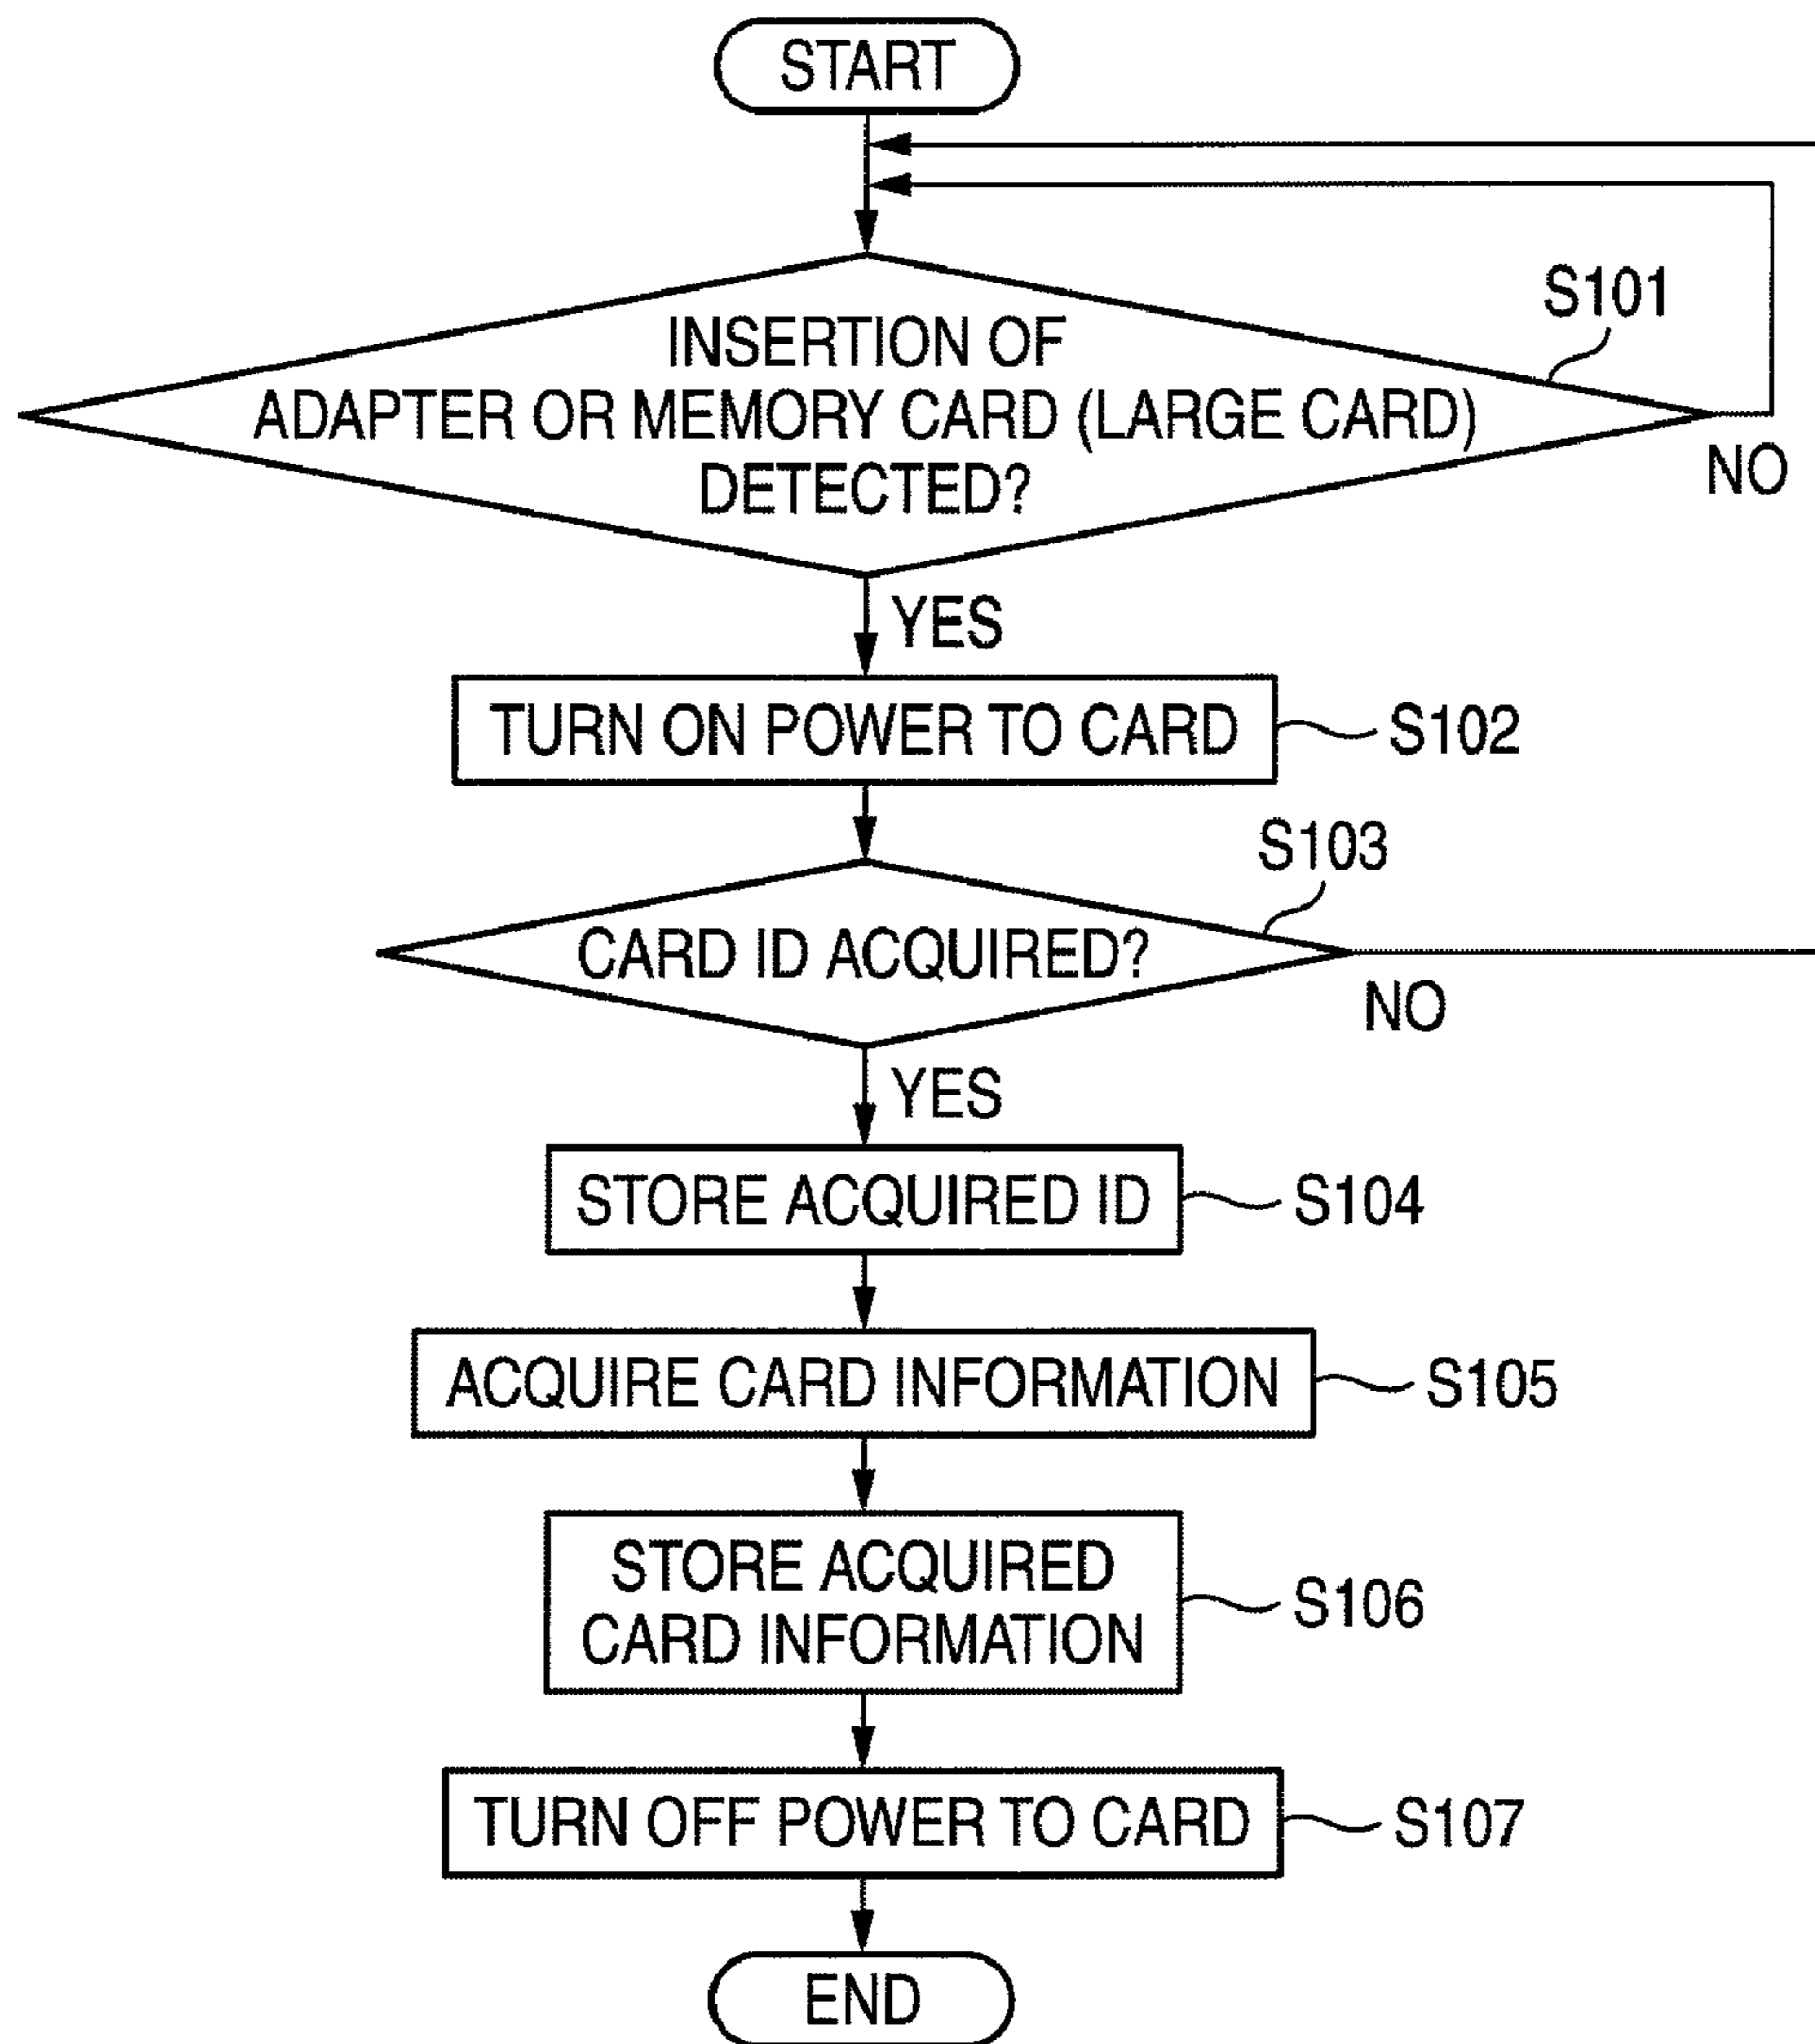 START
INSERTION OF
ADAPTER OR MEMORY CARD (LARGE CARD)
DETECTED?
S101
NO
YES
TURN ON POWER TO CARD
S102
CARD ID ACQUIRED?
S103
NO
YES
STORE ACQUIRED ID
S104
ACQUIRE CARD INFORMATION
S105
STORE ACQUIRED
CARD INFORMATION
S106
TURN OFF POWER TO CARD
S107
END